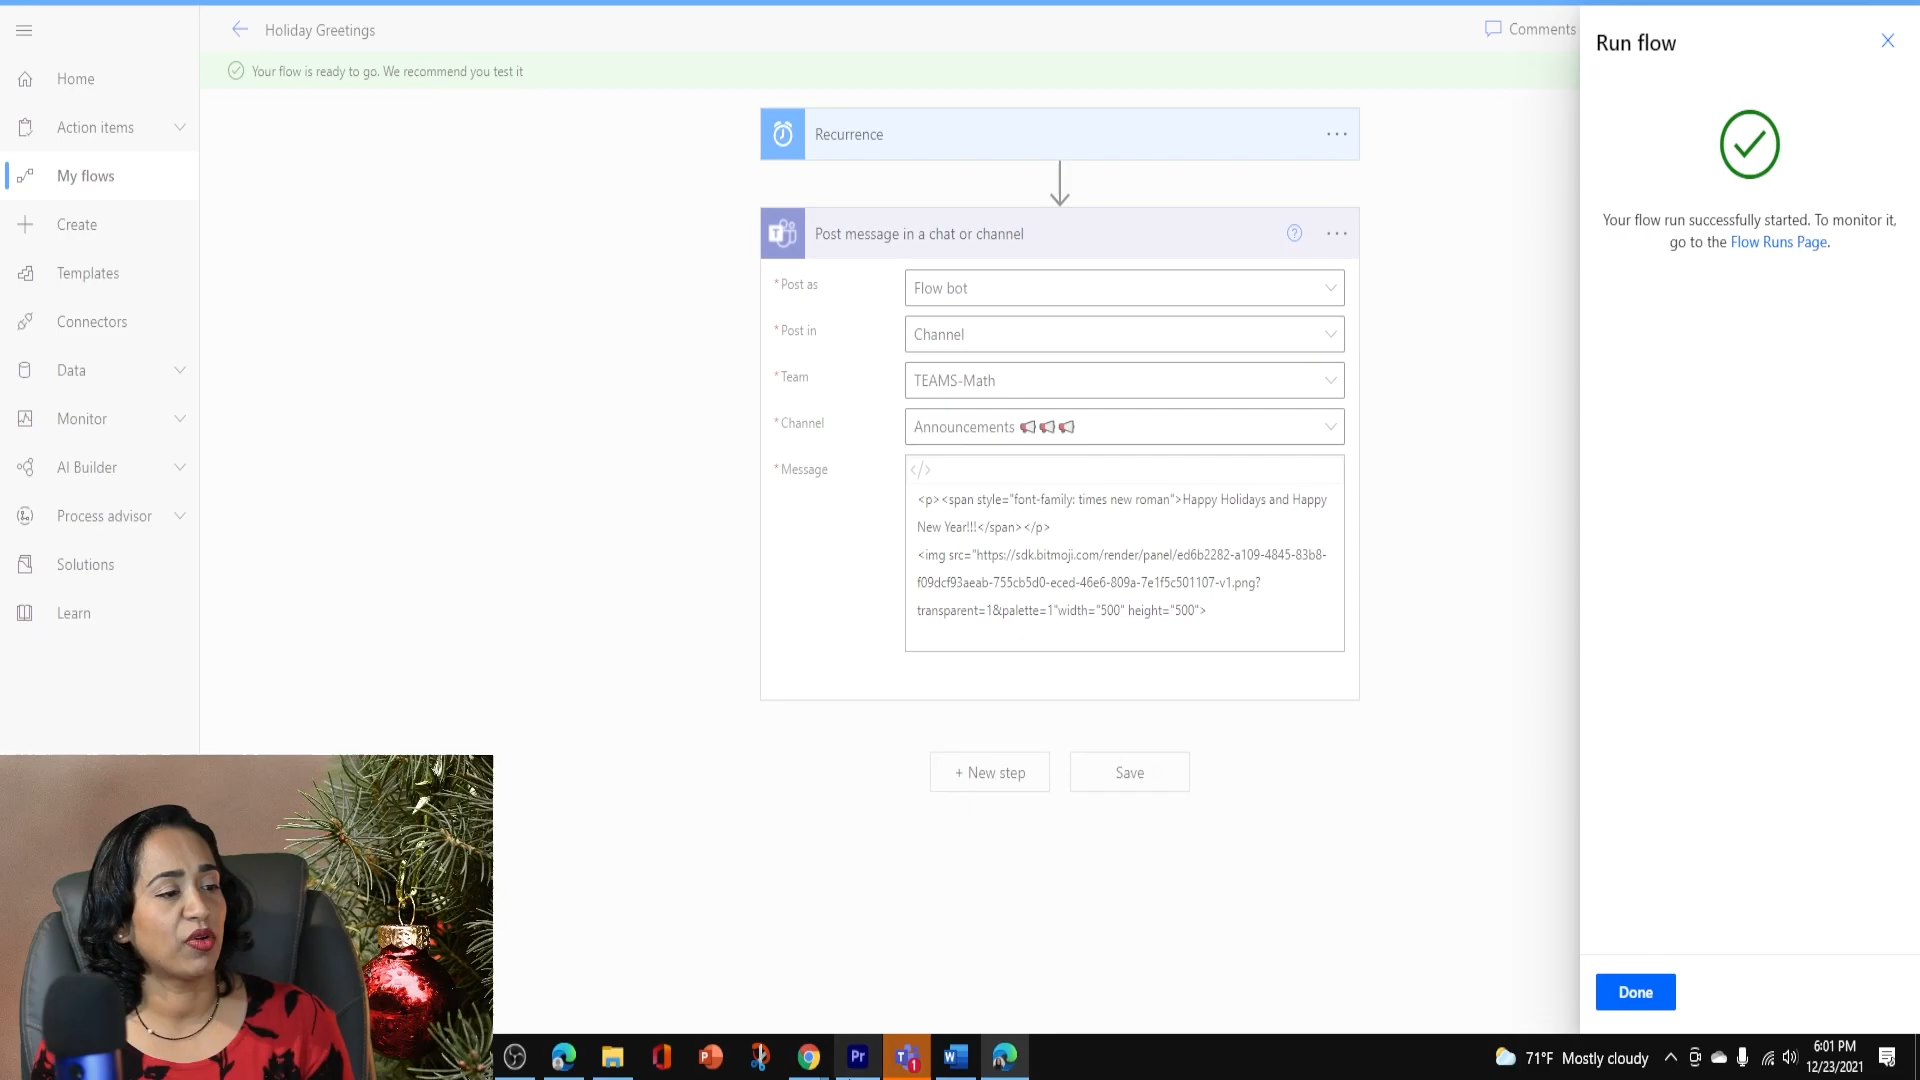 Holiday Greetings
Comments
Your flow is ready to go. We recommend you test it
Home
Action items
My flows
Create
Templates
Connectors
Data
Monitor
AI Builder
Process advisor
Solutions
Learn
Recurrence
Post message in a chat or channel
* Post as
Flow bot
* Post in
Channel
* Team
TEAMS-Math
* Channel
Announcements 📢📢📢
* Message
</>
<p><span style="font-family: times new roman">Happy Holidays and Happy
New Year!!!</span></p>
<img src="https://sdk.bitmoji.com/render/panel/ed6b2282-a109-4845-83b8-
f09dcf93aeab-755cb5d0-eced-46e6-809a-7e1f5c501107-v1.png?
transparent=1&palette=1"width="500" height="500">
+ New step
Save
Run flow
Your flow run successfully started. To monitor it,
go to the Flow Runs Page.
Done
71°F Mostly cloudy
6:01 PM
12/23/2021